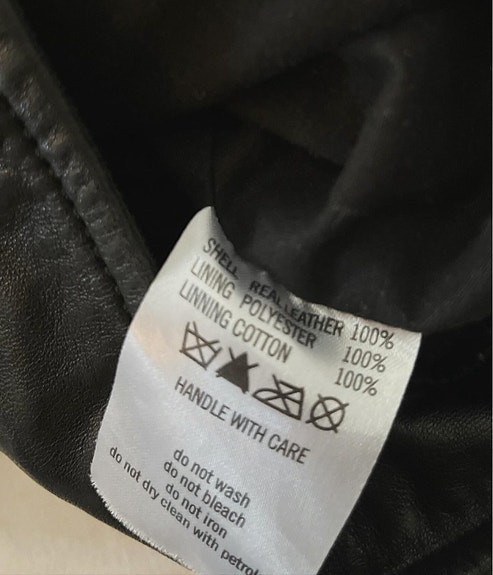 SHELL REAL LEATHER 100%
LINING POLYESTER 100%
LINNING COTTON 100%
HANDLE WITH CARE
do not wash
do not bleach
do not iron
do not dry clean with